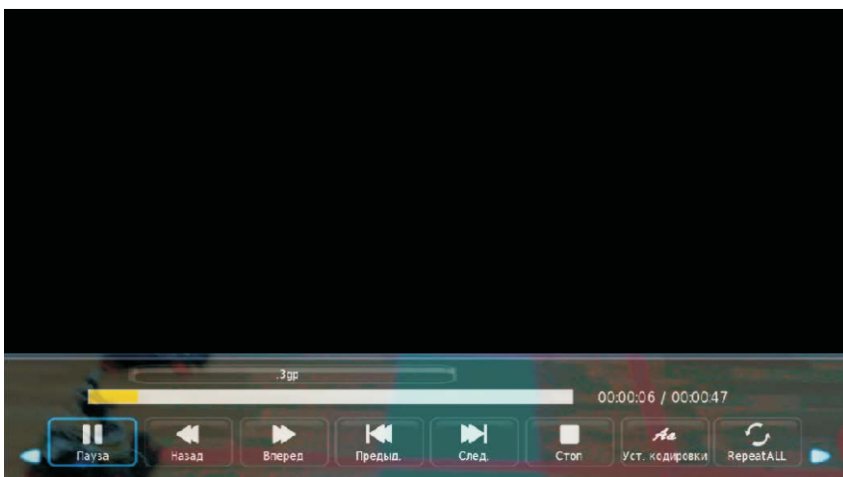 .3gp
00:00:06 / 00:00:47
Пауза
Назад
Вперед
Предыд.
След.
Стоп
Уст. кодировки
RepeatALL